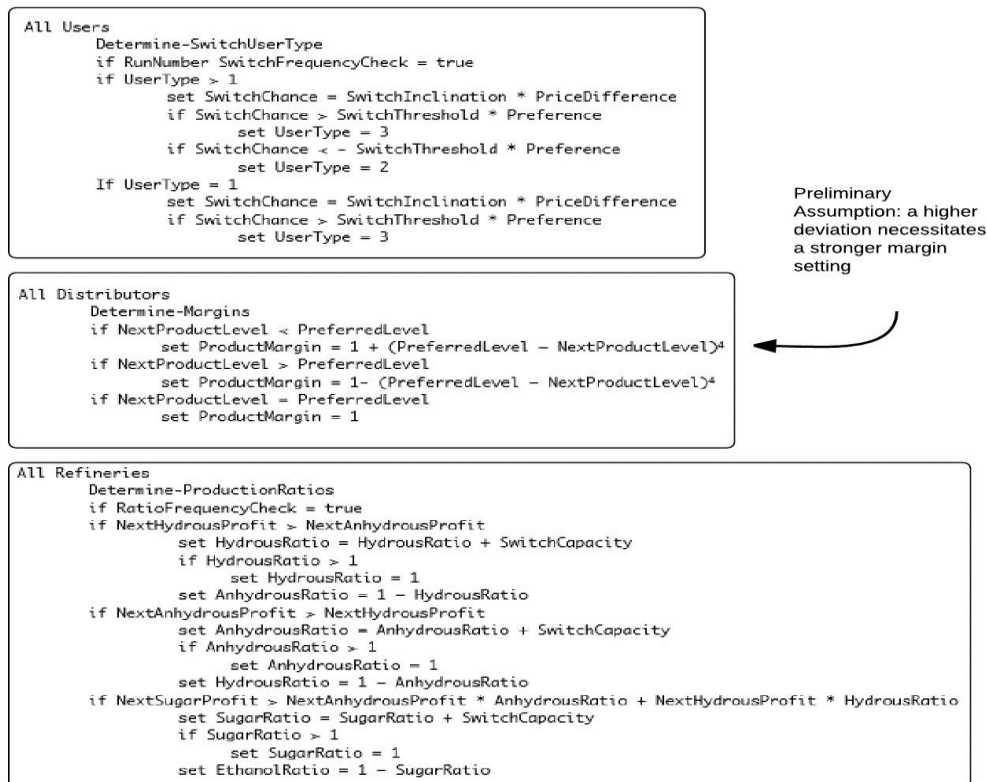 All Users
Determine-SwitchUserType
if RunNumber SwitchFrequencyCheck = true
if UserType > 1
set SwitchChance = SwitchInclination * PriceDifference
if SwitchChance > SwitchThreshold * Preference
set UserType = 3
if SwitchChance < - SwitchThreshold * Preference
set UserType = 2
If UserType = 1
set SwitchChance = SwitchInclination * PriceDifference
if SwitchChance > SwitchThreshold * Preference
set UserType = 3
Preliminary
Assumption: a higher
deviation necessitates
a stronger margin
setting
All Distributors
Determine-Margins
if NextProductLevel < PreferredLevel
set ProductMargin = 1 + (PreferredLevel – NextProductLevel)⁴
if NextProductLevel > PreferredLevel
set ProductMargin = 1- (PreferredLevel – NextProductLevel)⁴
if NextProductLevel = PreferredLevel
set ProductMargin = 1
All Refineries
Determine-ProductionRatios
if RatioFrequencyCheck = true
if NextHydrousProfit > NextAnhydrousProfit
set HydrousRatio = HydrousRatio + SwitchCapacity
if HydrousRatio > 1
set HydrousRatio = 1
set AnhydrousRatio = 1 – HydrousRatio
if NextAnhydrousProfit > NextHydrousProfit
set AnhydrousRatio = AnhydrousRatio + SwitchCapacity
if AnhydrousRatio > 1
set AnhydrousRatio = 1
set HydrousRatio = 1 – AnhydrousRatio
if NextSugarProfit > NextAnhydrousProfit * AnhydrousRatio + NextHydrousProfit * HydrousRatio
set SugarRatio = SugarRatio + SwitchCapacity
if SugarRatio > 1
set SugarRatio = 1
set EthanolRatio = 1 – SugarRatio